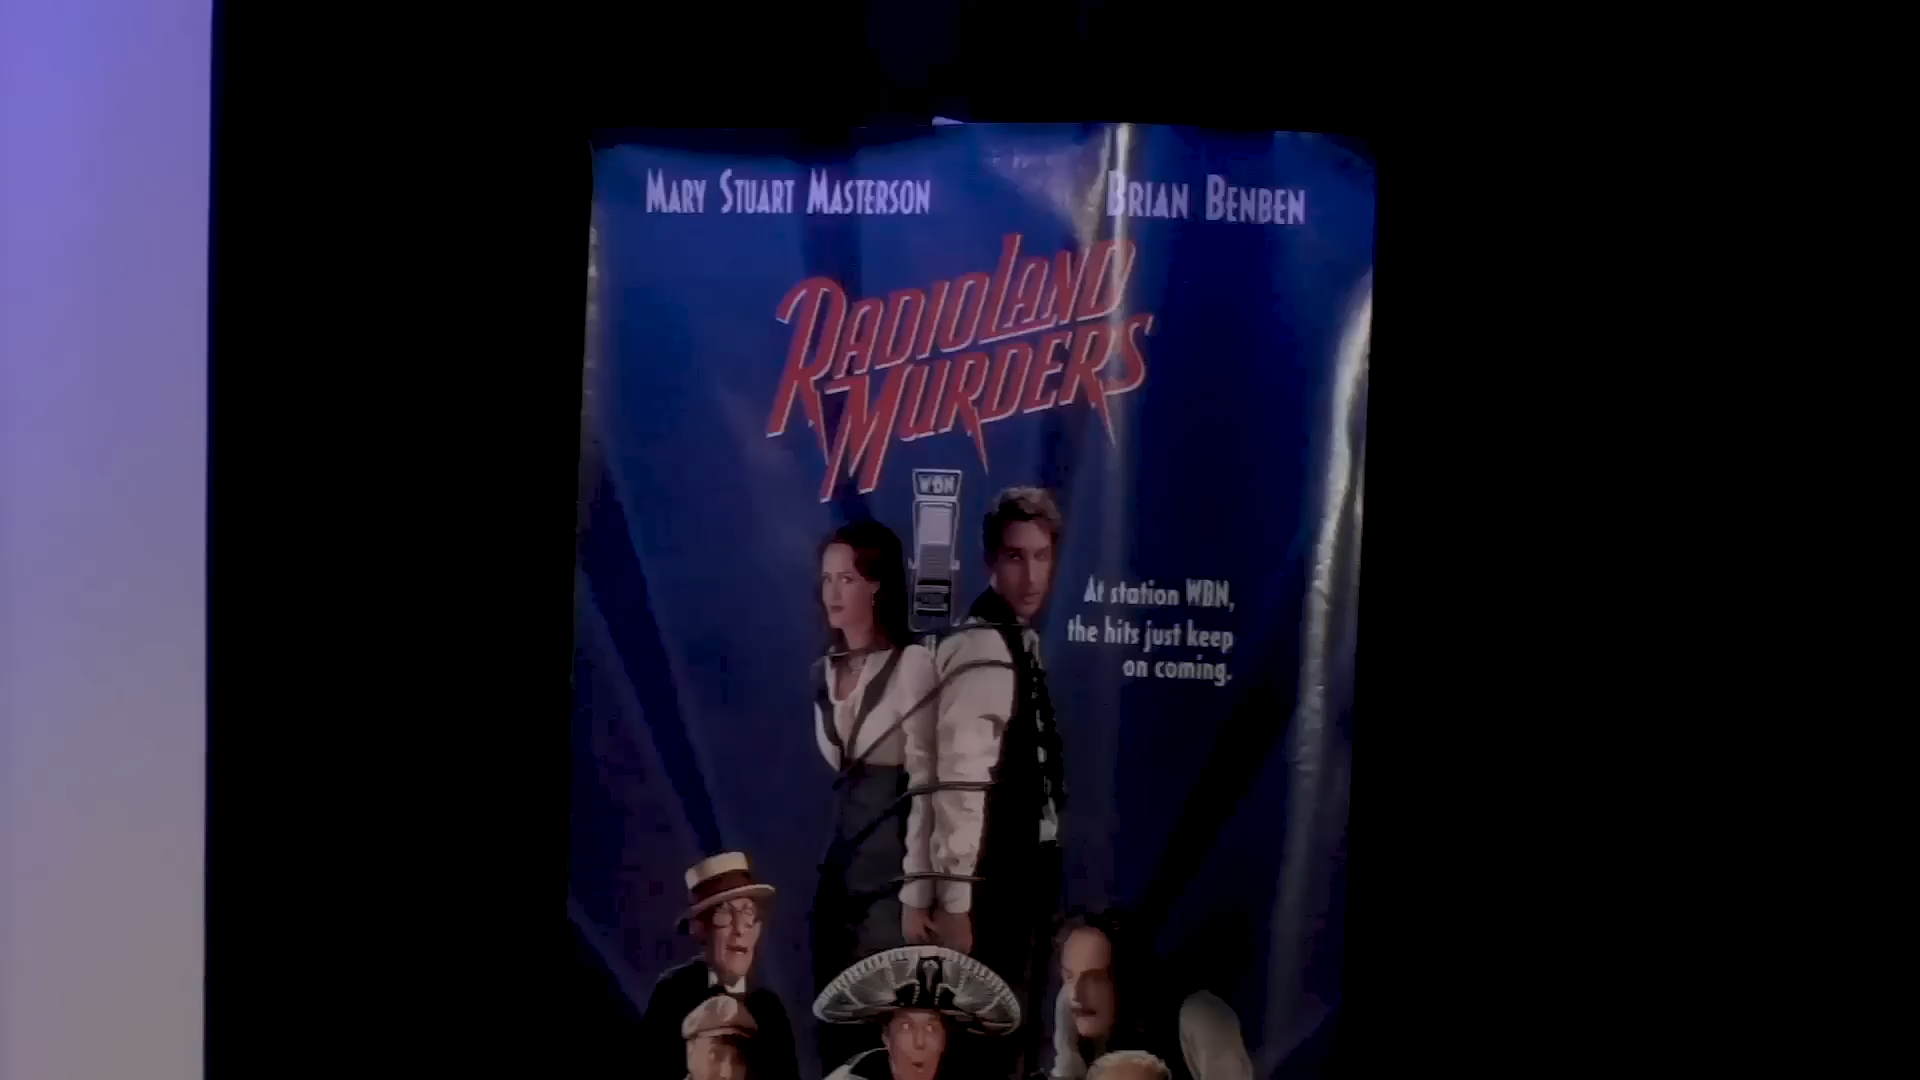 Mary Stuart Masterson
Brian Benben
Radioland
Murders
WBN
At station WBN,
the hits just keep
on coming.